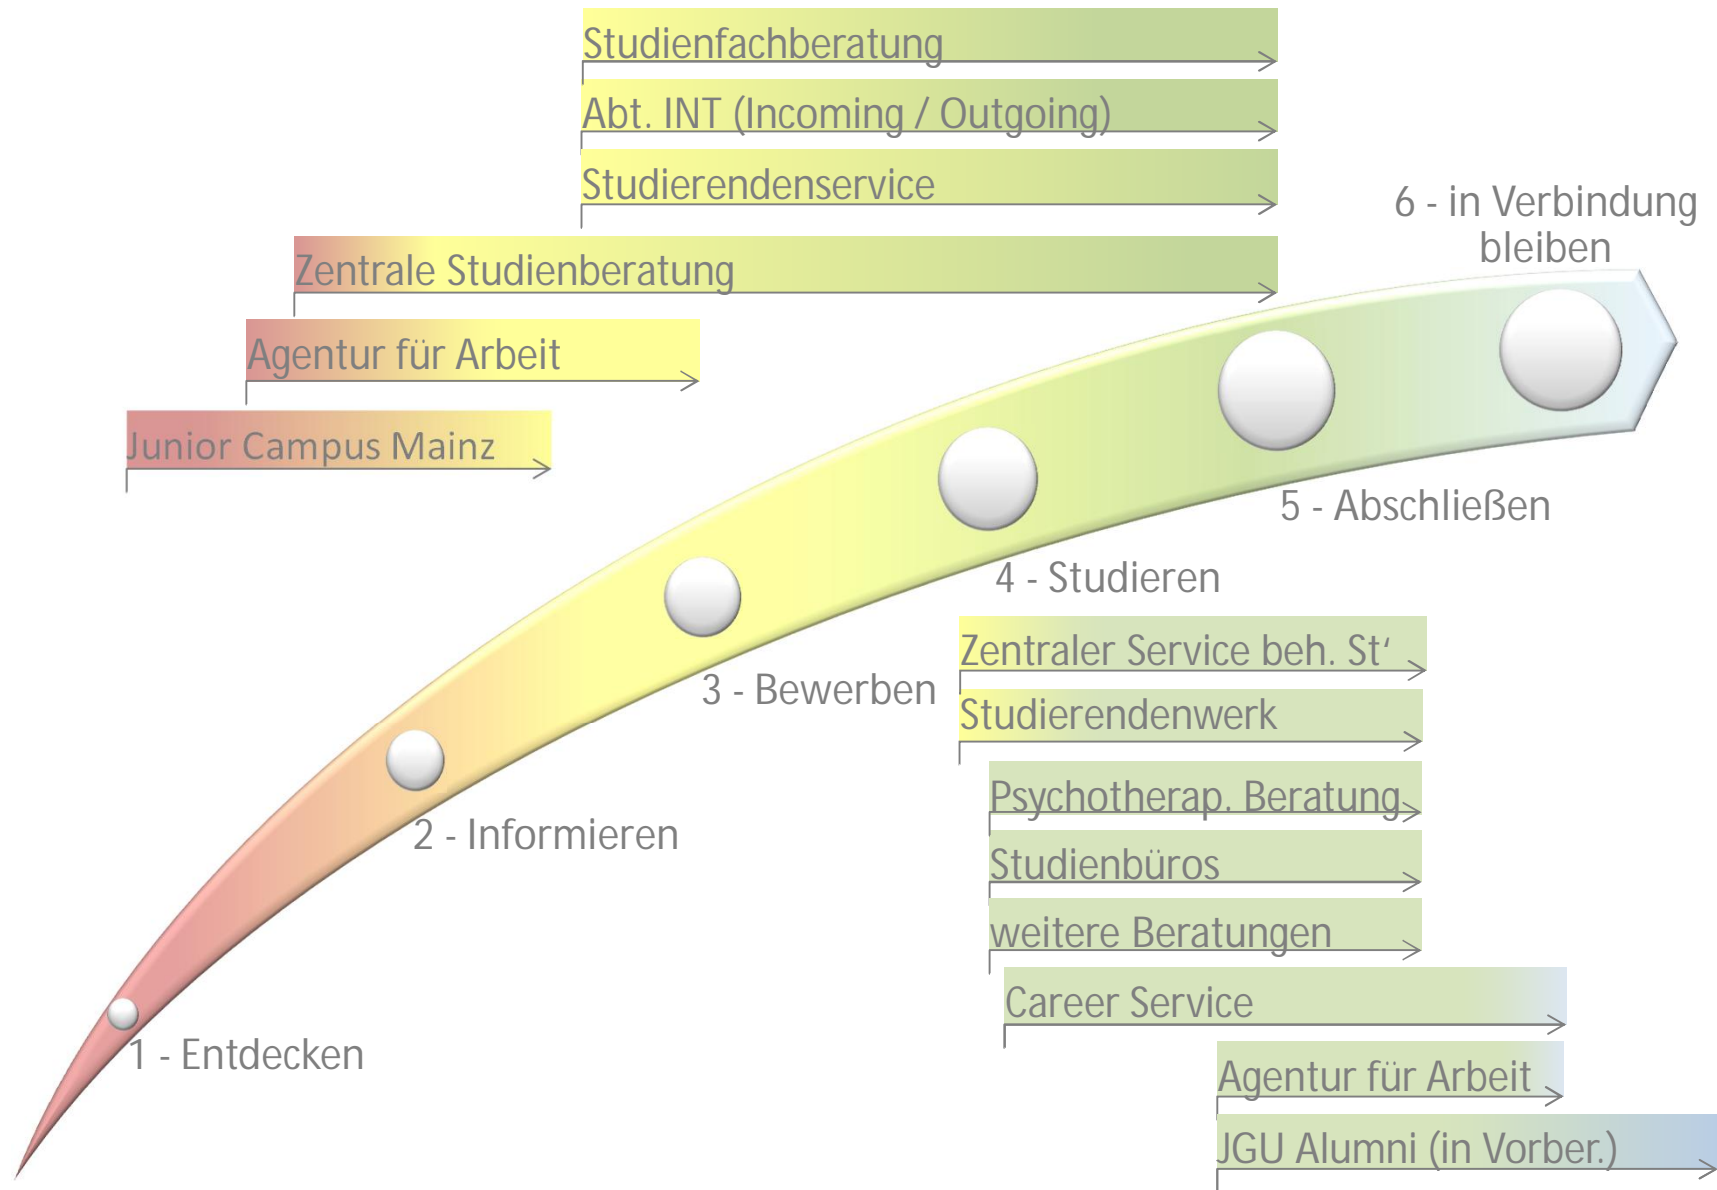 Studienfachberatung
Abt. INT (Incoming / Outgoing)
Studierendenservice
6 - in Verbindung
bleiben
Zentrale Studienberatung
Agentur für Arbeit
Junior Campus Mainz
5 - Abschließen
4 - Studieren
Zentraler Service beh. St‘
3 - Bewerben
Studierendenwerk
Psychotherap. Beratung
2 - Informieren
Studienbüros
weitere Beratungen
Career Service
1 - Entdecken
Agentur für Arbeit
JGU Alumni (in Vorber.)